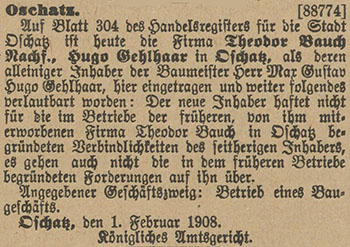 Oschatz. [88774]
Auf Blatt 304 des Handelsregisters für die Stadt
Oschatz ist heute die Firma Theodor Bauch
Nachf., Hugo Gehlhaar in Oschatz, als deren
alleiniger Inhaber der Baumeister Herr Max Gustav
Hugo Gehlhaar, hier eingetragen und weiter folgendes
verlautbart worden: Der neue Inhaber haftet nicht
für die im Betriebe der früheren, von ihm mit-
erworbenen Firma Theodor Bauch in Oschatz be-
gründeten Verbindlichkeiten des seitherigen Inhabers,
es gehen auch nicht die in dem früheren Betriebe
begründeten Forderungen auf ihn über.
Angegebener Geschäftszweig: Betrieb eines Bau-
geschäfts.
Oschatz, den 1. Februar 1908.
Königliches Amtsgericht.